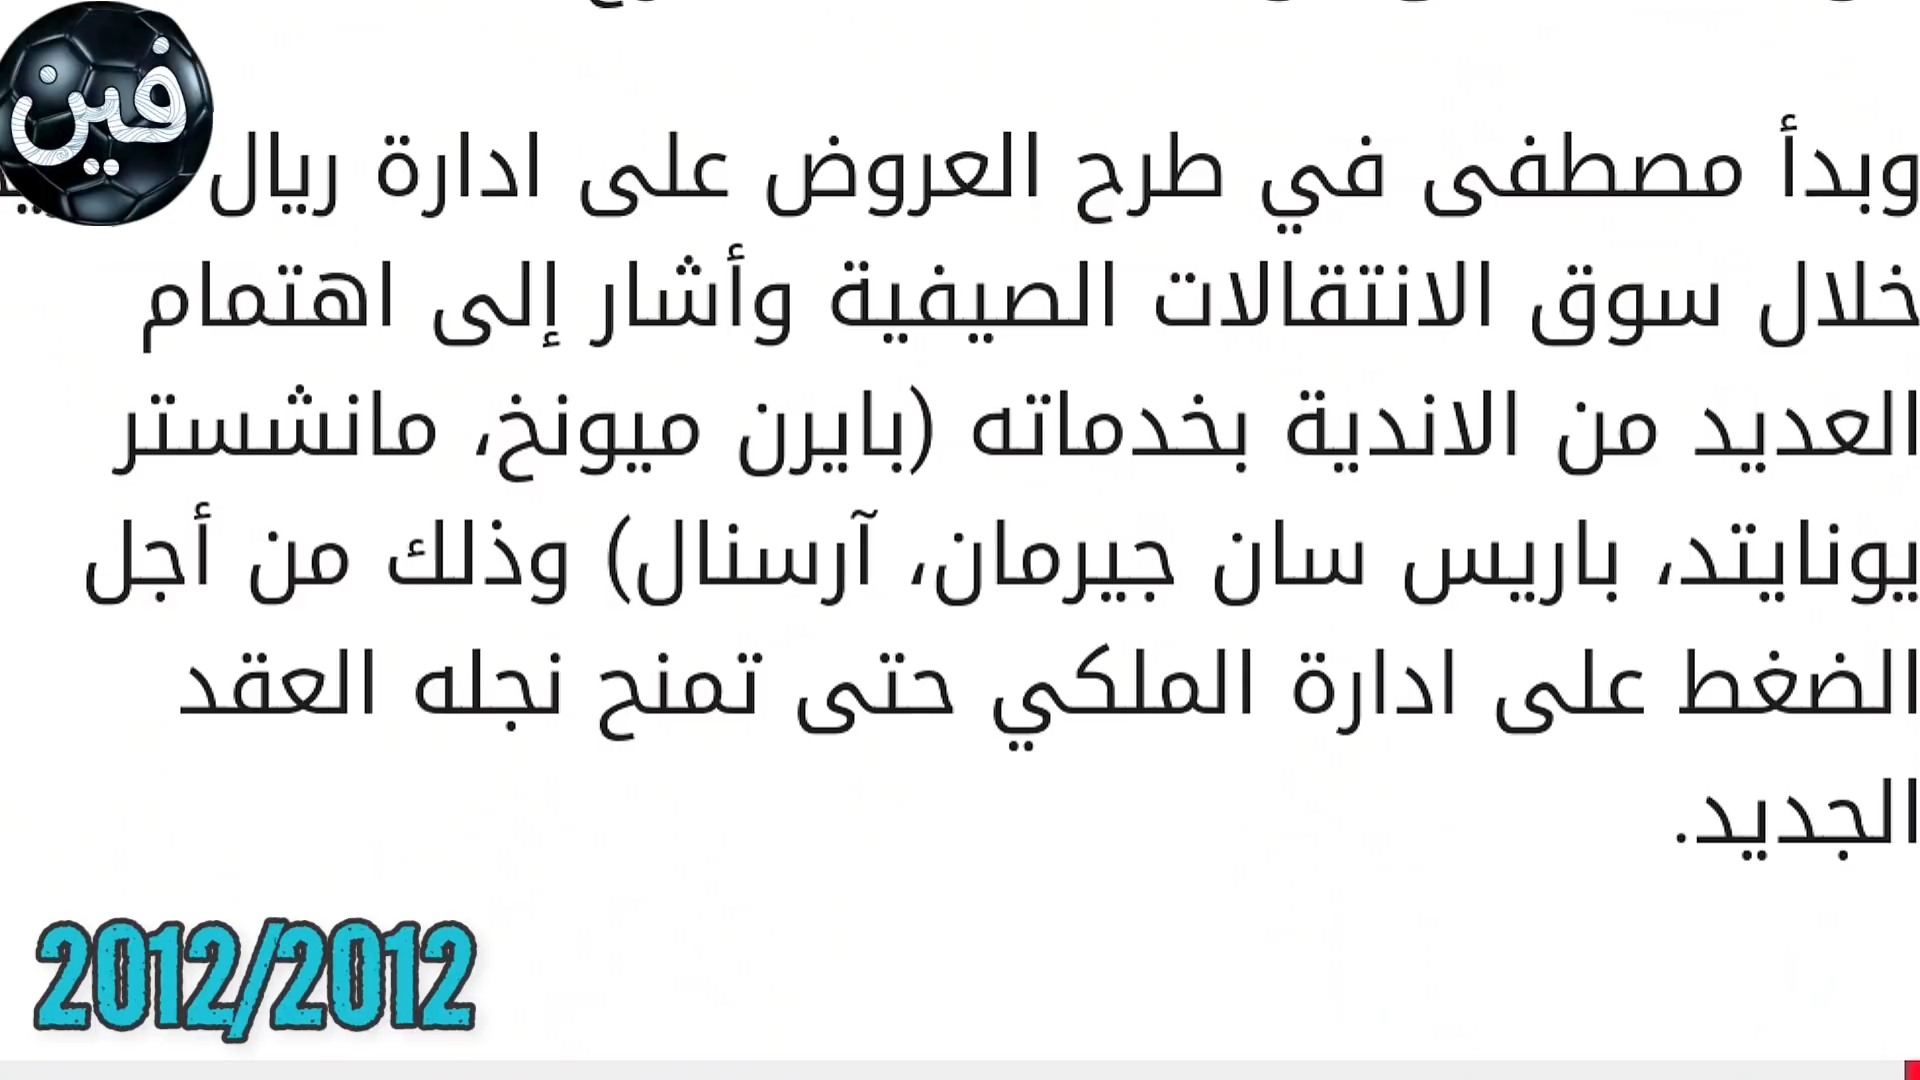 فين
وبدأ مصطفى في طرح العروض على ادارة ريال
خلال سوق الانتقالات الصيفية وأشار إلى اهتمام
العديد من الاندية بخدماته (بايرن ميونخ، مانشستر
يونايتد، باريس سان جيرمان، آرسنال) وذلك من أجل
الضغط على ادارة الملكي حتى تمنح نجله العقد
الجديد.
2012/2012